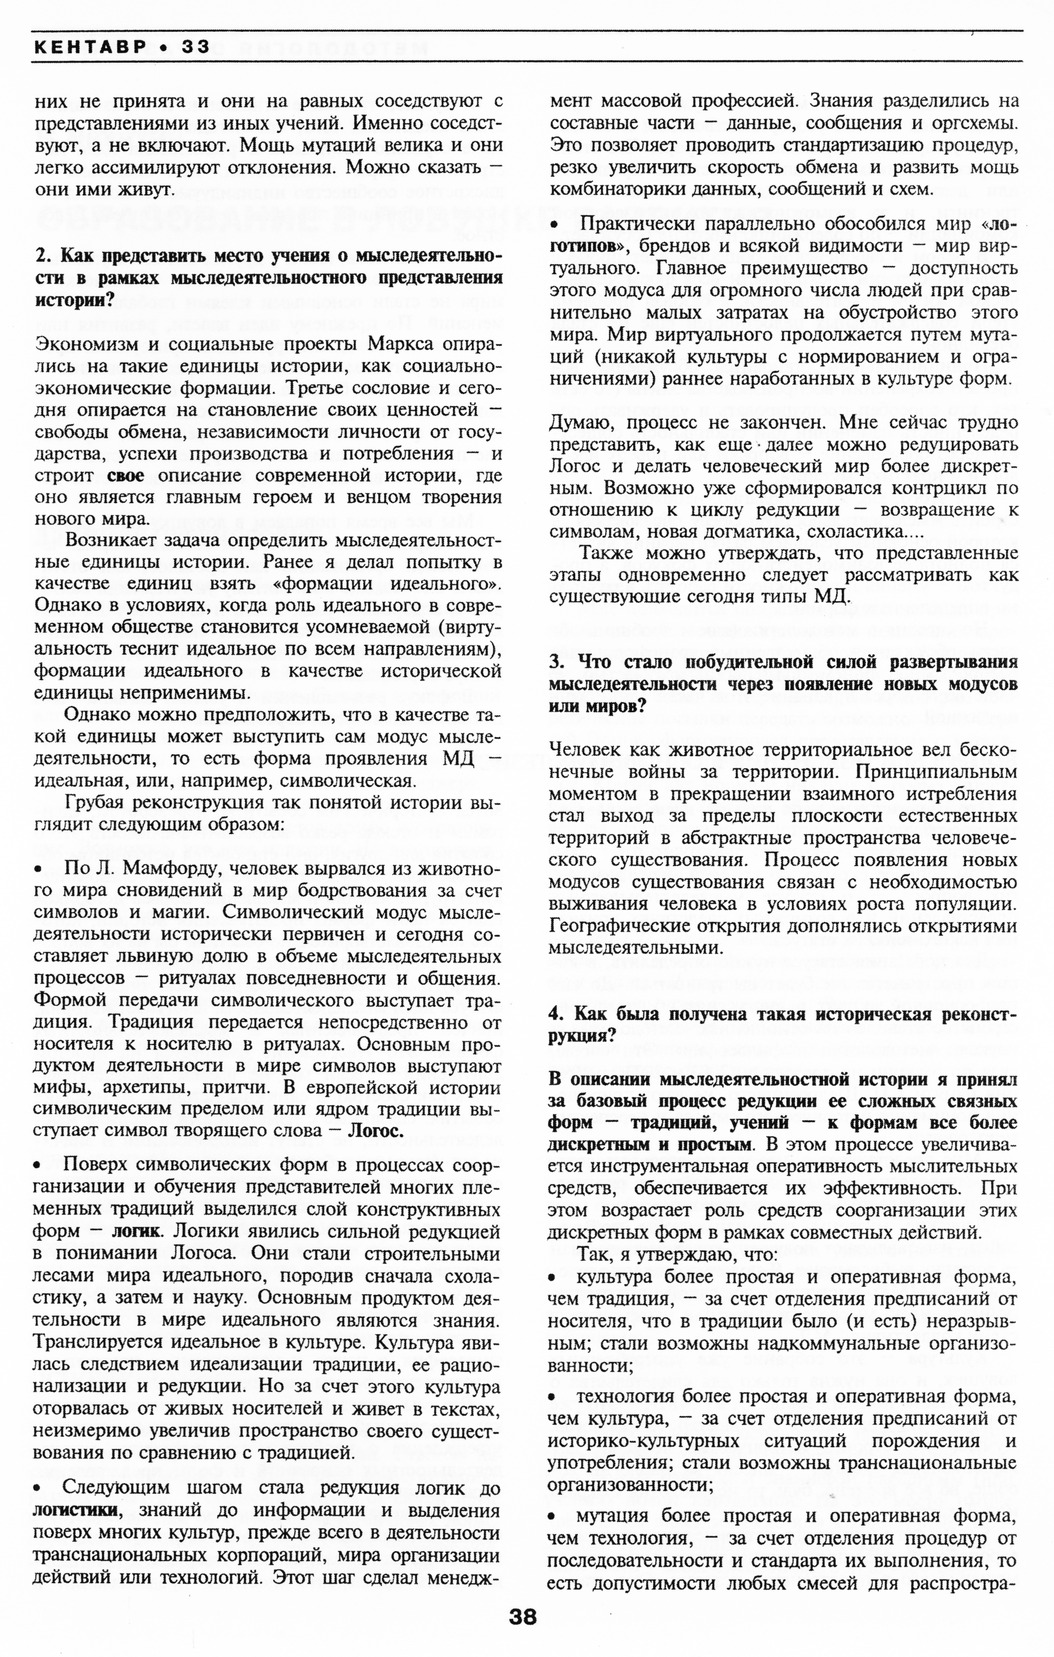 КЕНТАВР • 33
них не принята и они на равных соседствуют с
представлениями из иных учений. Именно соседст-
вуют, а не включают. Мощь мутаций велика и они
легко ассимилируют отклонения. Можно сказать —
они ими живут.
2. Как представить место учения о мыследеятельно-
сти в рамках мыследеятельностного представления
истории?
Экономизм и социальные проекты Маркса опира-
лись на такие единицы истории, как социально-
экономические формации. Третье сословие и сего-
дня опирается на становление своих ценностей —
свободы обмена, независимости личности от госу-
дарства, успехи производства и потребления — и
строит свое описание современной истории, где
оно является главным героем и венцом творения
нового мира.
Возникает задача определить мыследеятельност-
ные единицы истории. Ранее я делал попытку в
качестве единиц взять «формации идеального».
Однако в условиях, когда роль идеального в совре-
менном обществе становится усомневаемой (вирту-
альность теснит идеальное по всем направлениям),
формации идеального в качестве исторической
единицы неприменимы.
Однако можно предположить, что в качестве та-
кой единицы может выступить сам модус мысле-
деятельности, то есть форма проявления МД —
идеальная, или, например, символическая.
Грубая реконструкция так понятой истории вы-
глядит следующим образом:
• По Л. Мамфорду, человек вырвался из животно-
го мира сновидений в мир бодрствования за счет
символов и магии. Символический модус мысле-
деятельности исторически первичен и сегодня со-
ставляет львиную долю в объеме мыследеятельных
процессов — ритуалах повседневности и общения.
Формой передачи символического выступает тра-
диция. Традиция передается непосредственно от
носителя к носителю в ритуалах. Основным про-
дуктом деятельности в мире символов выступают
мифы, архетипы, притчи. В европейской истории
символическим пределом или ядром традиции вы-
ступает символ творящего слова — Логос.
• Поверх символических форм в процессах соор-
ганизации и обучения представителей многих пле-
менных традиций выделился слой конструктивных
форм — логик. Логики явились сильной редукцией
в понимании Логоса. Они стали строительными
лесами мира идеального, породив сначала схола-
стику, а затем и науку. Основным продуктом дея-
тельности в мире идеального являются знания.
Транслируется идеальное в культуре. Культура яви-
лась следствием идеализации традиции, ее рацио-
нализации и редукции. Но за счет этого культура
оторвалась от живых носителей и живет в текстах,
неизмеримо увеличив пространство своего сущест-
вования по сравнению с традицией.
• Следующим шагом стала редукция логик до
логистики, знаний до информации и выделения
поверх многих культур, прежде всего в деятельности
транснациональных корпораций, мира организации
действий или технологий. Этот шаг сделал менедж-
мент массовой профессией. Знания разделились на
составные части — данные, сообщения и оргсхемы.
Это позволяет проводить стандартизацию процедур,
резко увеличить скорость обмена и развить мощь
комбинаторики данных, сообщений и схем.
• Практически параллельно обособился мир «ло-
готипов», брендов и всякой видимости — мир вир-
туального. Главное преимущество — доступность
этого модуса для огромного числа людей при срав-
нительно малых затратах на обустройство этого
мира. Мир виртуального продолжается путем мута-
ций (никакой культуры с нормированием и огра-
ничениями) раннее наработанных в культуре форм.
Думаю, процесс не закончен. Мне сейчас трудно
представить, как еще далее можно редуцировать
Логос и делать человеческий мир более дискрет-
ным. Возможно уже сформировался контрцикл по
отношению к циклу редукции — возвращение к
символам, новая догматика, схоластика....
Также можно утверждать, что представленные
этапы одновременно следует рассматривать как
существующие сегодня типы МД.
3. Что стало побудительной силой развертывания
мыследеятельности через появление новых модусов
или миров?
Человек как животное территориальное вел беско-
нечные войны за территории. Принципиальным
моментом в прекращении взаимного истребления
стал выход за пределы плоскости естественных
территорий в абстрактные пространства человече-
ского существования. Процесс появления новых
модусов существования связан с необходимостью
выживания человека в условиях роста популяции.
Географические открытия дополнялись открытиями
мыследеятельными.
4. Как была получена такая историческая реконст-
рукция?
В описании мыследеятельностной истории я принял
за базовый процесс редукции ее сложных связных
форм — традиций, учений — к формам все более
дискретным и простым. В этом процессе увеличива-
ется инструментальная оперативность мыслительных
средств, обеспечивается их эффективность. При
этом возрастает роль средств соорганизации этих
дискретных форм в рамках совместных действий.
Так, я утверждаю, что:
• культура более простая и оперативная форма,
чем традиция, — за счет отделения предписаний от
носителя, что в традиции было (и есть) неразрыв-
ным; стали возможны надкоммунальные организо-
ванности;
• технология более простая и оперативная форма,
чем культура, — за счет отделения предписаний от
историко-культурных ситуаций порождения и
употребления; стали возможны транснациональные
организованности;
• мутация более простая и оперативная форма,
чем технология, — за счет отделения процедур от
последовательности и стандарта их выполнения, то
есть допустимости любых смесей для распростра-
38